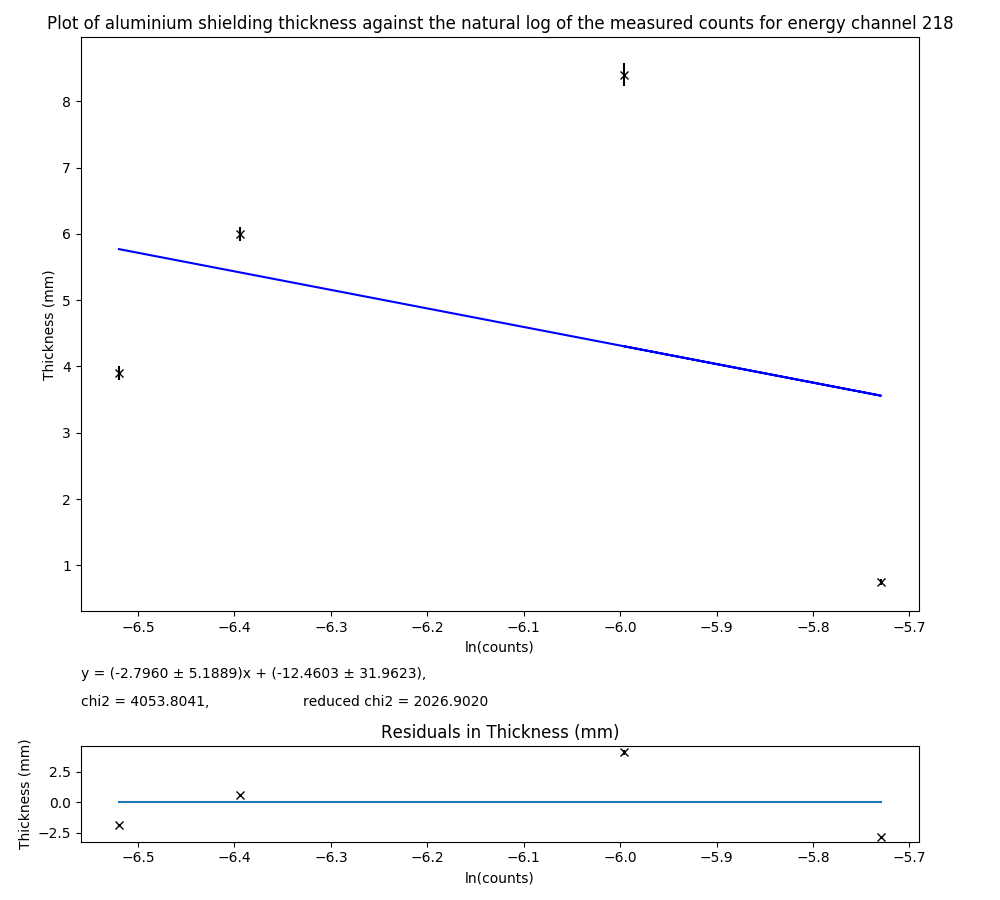 Plot of aluminium shielding thickness against the natural log of the measured counts for energy channel 218
8
7
6
5
4
3
2
1
Thickness (mm)
−6.5 −6.4 −6.3 −6.2 −6.1 −6.0 −5.9 −5.8 −5.7
ln(counts)
y = (-2.7960 ± 5.1889)x + (-12.4603 ± 31.9623),
chi2 = 4053.8041, reduced chi2 = 2026.9020
Residuals in Thickness (mm)
2.5
0.0
−2.5
Thickness (mm)
−6.5 −6.4 −6.3 −6.2 −6.1 −6.0 −5.9 −5.8 −5.7
ln(counts)